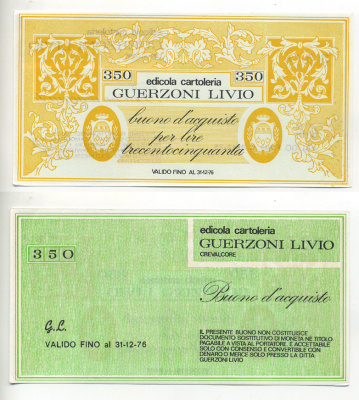 350 350
edicola cartoleria
GUERZONI LIVIO
buono d'acquisto
per lire
trecentocinquanta
VALIDO FINO AL 31-12-76
350
edicola cartoleria
GUERZONI LIVIO
CREVALCORE
Buono d'acquisto
G.L.
VALIDO FINO al 31-12-76
IL PRESENTE BUONO NON COSTITUISCE
DOCUMENTO SOSTITUTIVO DI MONETA NÈ TITOLO
PAGABILE A VISTA AL PORTATORE. È ACCETTABILE
SOLO CON CONSENSO E CONVERTIBILE CON
DENARO O MERCE SOLO PRESSO LA DITTA
GUERZONI LIVIO